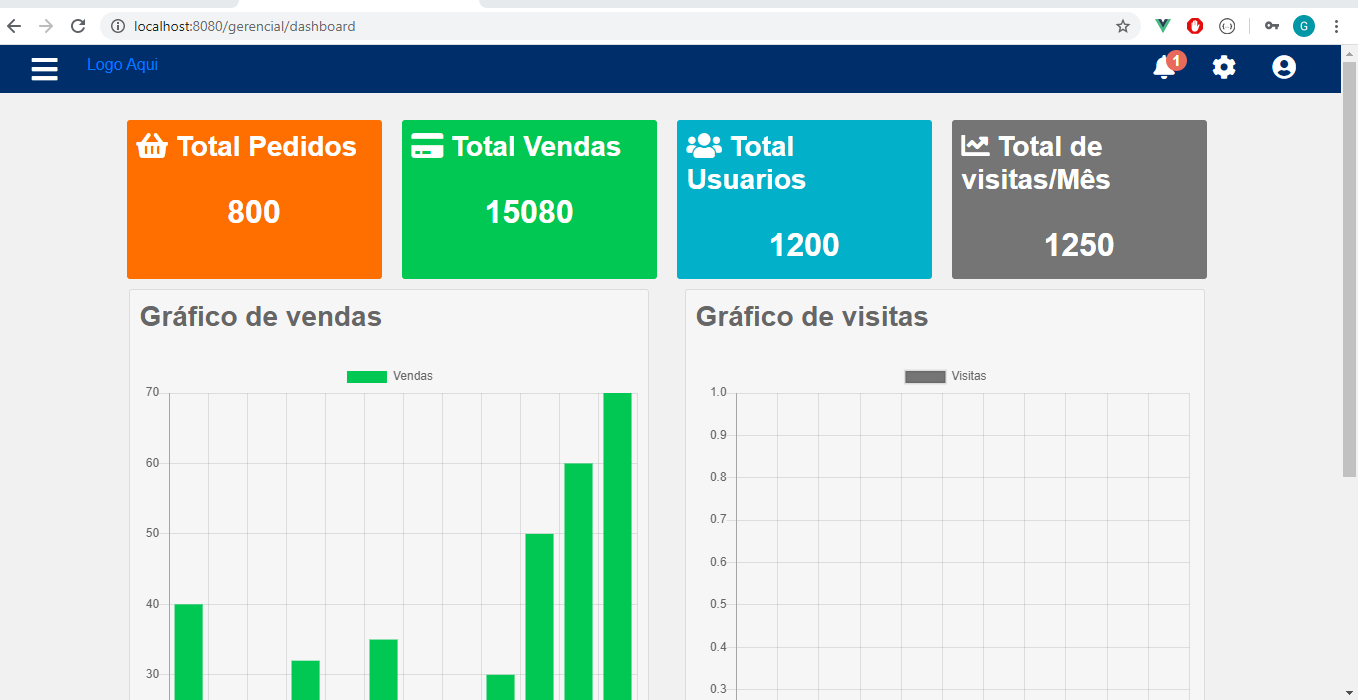 localhost:8080/gerencial/dashboard
G
Logo Aqui
1
Total Pedidos
800
Total Vendas
15080
Total
Usuarios
1200
Total de
visitas/Mês
1250
Gráfico de vendas
Vendas
70
60
50
40
30
Gráfico de visitas
Visitas
1.0
0.9
0.8
0.7
0.6
0.5
0.4
0.3